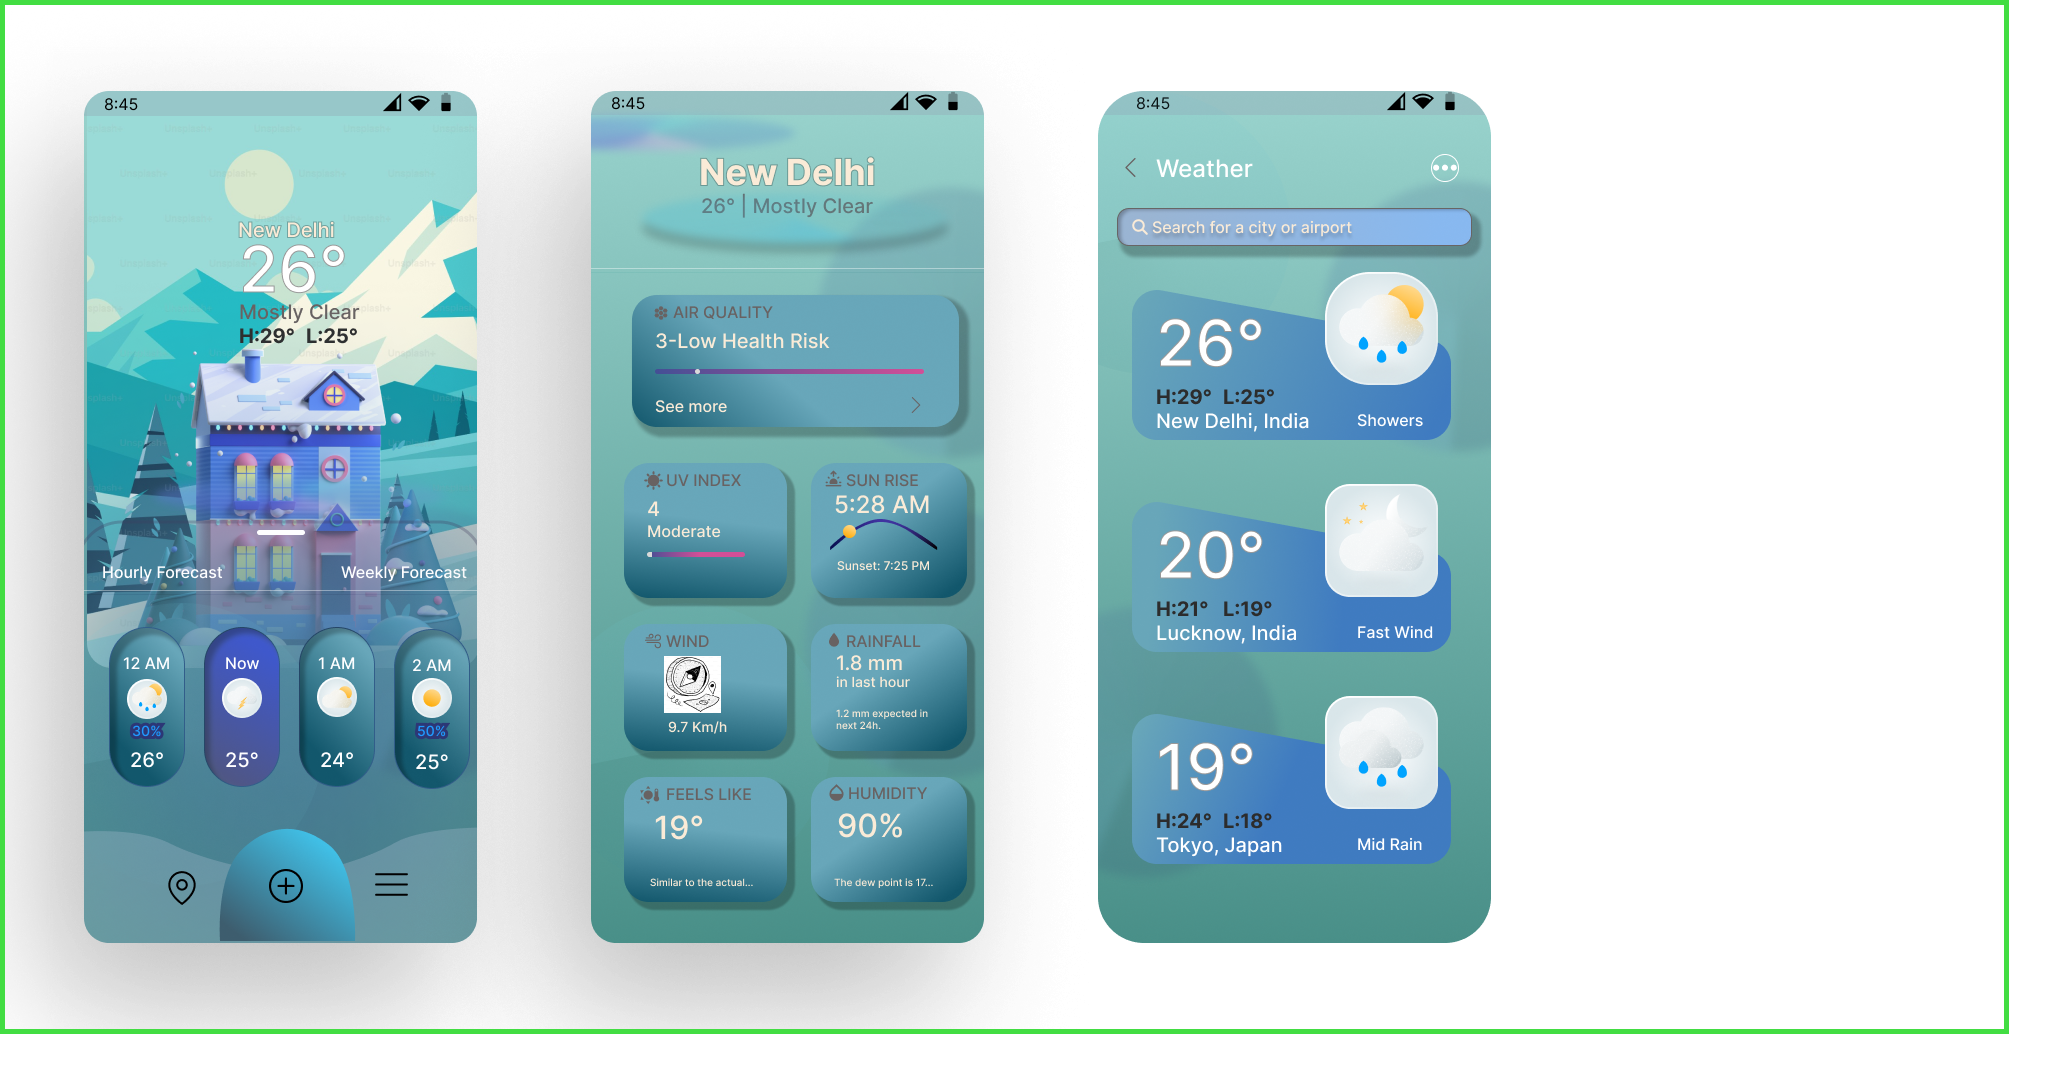 8:45
New Delhi
26°
Mostly Clear
H:29° L:25°
Hourly Forecast Weekly Forecast
12 AM Now 1 AM 2 AM
30% 50%
26° 25° 24° 25°
8:45
New Delhi
26° | Mostly Clear
AIR QUALITY
3-Low Health Risk
See more
UV INDEX
4
Moderate
SUN RISE
5:28 AM
Sunset: 7:25 PM
WIND
9.7 Km/h
RAINFALL
1.8 mm
in last hour
1.2 mm expected in
next 24h.
FEELS LIKE
19°
Similar to the actual...
HUMIDITY
90%
The dew point is 17...
8:45
Weather
Search for a city or airport
26°
H:29° L:25°
New Delhi, India Showers
20°
H:21° L:19°
Lucknow, India Fast Wind
19°
H:24° L:18°
Tokyo, Japan Mid Rain